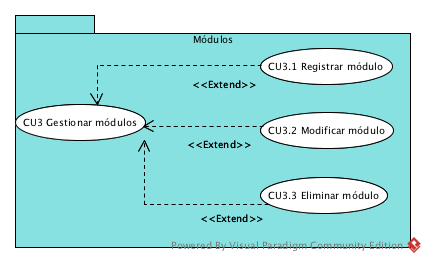 Módulos
CU3.1 Registrar módulo
<<Extend>>
CU3 Gestionar módulos
CU3.2 Modificar módulo
<<Extend>>
CU3.3 Eliminar módulo
<<Extend>>
Powered By Visual Paradigm Community Edition